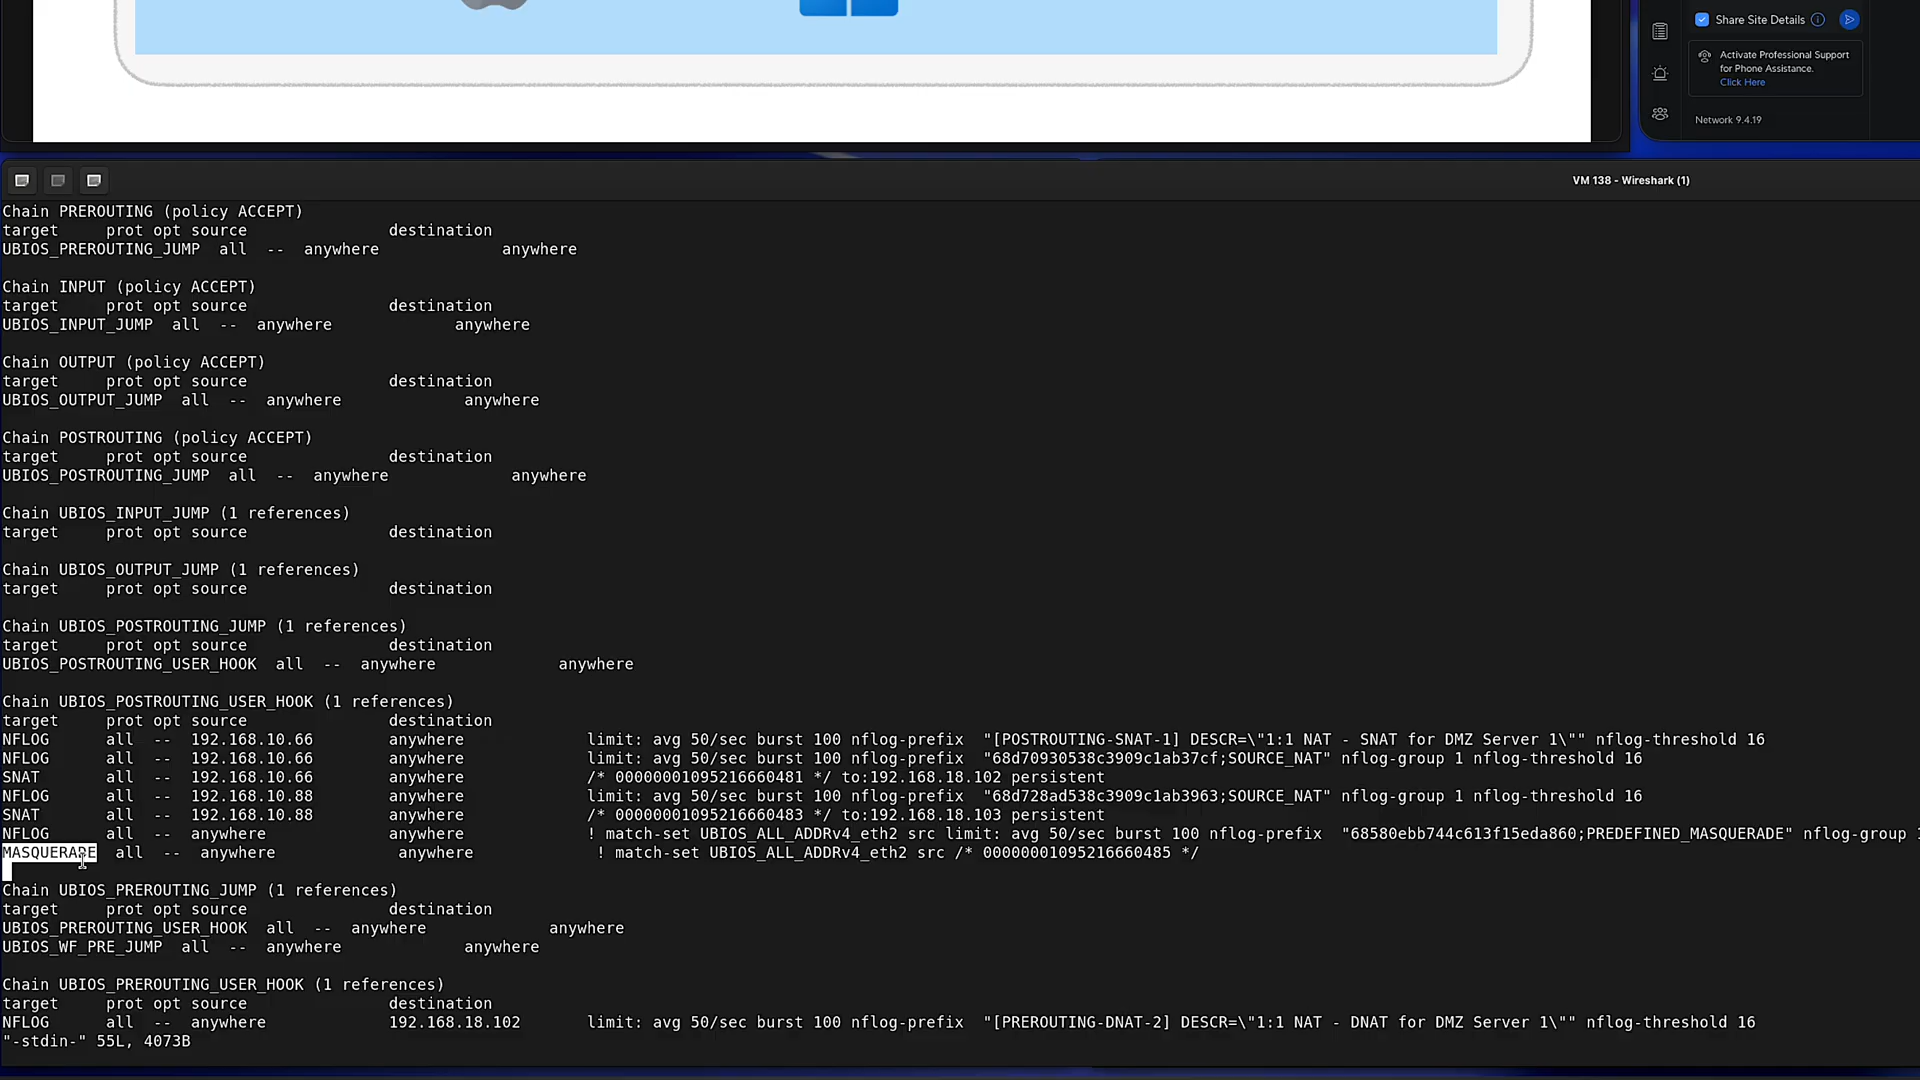 Share Site Details
Activate Professional Support
for Phone Assistance.
Click Here
Network 9.4.19
VM 138 - Wireshark (1)
Chain PREROUTING (policy ACCEPT)
target     prot opt source               destination
UBIOS_PREROUTING_JUMP  all  --  anywhere             anywhere
Chain INPUT (policy ACCEPT)
target     prot opt source               destination
UBIOS_INPUT_JUMP  all  --  anywhere             anywhere
Chain OUTPUT (policy ACCEPT)
target     prot opt source               destination
UBIOS_OUTPUT_JUMP  all  --  anywhere             anywhere
Chain POSTROUTING (policy ACCEPT)
target     prot opt source               destination
UBIOS_POSTROUTING_JUMP  all  --  anywhere             anywhere
Chain UBIOS_INPUT_JUMP (1 references)
target     prot opt source               destination
Chain UBIOS_OUTPUT_JUMP (1 references)
target     prot opt source               destination
Chain UBIOS_POSTROUTING_JUMP (1 references)
target     prot opt source               destination
UBIOS_POSTROUTING_USER_HOOK  all  --  anywhere             anywhere
Chain UBIOS_POSTROUTING_USER_HOOK (1 references)
target     prot opt source               destination
NFLOG      all  --  192.168.10.66        anywhere             limit: avg 50/sec burst 100 nflog-prefix  "[POSTROUTING-SNAT-1] DESCR=\"1:1 NAT - SNAT for DMZ Server 1\"" nflog-threshold 16
NFLOG      all  --  192.168.10.66        anywhere             limit: avg 50/sec burst 100 nflog-prefix  "68d70930538c3909c1ab37cf;SOURCE_NAT" nflog-group 1 nflog-threshold 16
SNAT       all  --  192.168.10.66        anywhere             /* 00000001095216660481 */ to:192.168.18.102 persistent
NFLOG      all  --  192.168.10.88        anywhere             limit: avg 50/sec burst 100 nflog-prefix  "68d728ad538c3909c1ab3963;SOURCE_NAT" nflog-group 1 nflog-threshold 16
SNAT       all  --  192.168.10.88        anywhere             /* 00000001095216660483 */ to:192.168.18.103 persistent
NFLOG      all  --  anywhere             anywhere             ! match-set UBIOS_ALL_ADDRv4_eth2 src limit: avg 50/sec burst 100 nflog-prefix  "68580ebb744c613f15eda860;PREDEFINED_MASQUERADE" nflog-group 1
MASQUERADE  all  --  anywhere             anywhere             ! match-set UBIOS_ALL_ADDRv4_eth2 src /* 00000001095216660485 */
Chain UBIOS_PREROUTING_JUMP (1 references)
target     prot opt source               destination
UBIOS_PREROUTING_USER_HOOK  all  --  anywhere             anywhere
UBIOS_WF_PRE_JUMP  all  --  anywhere             anywhere
Chain UBIOS_PREROUTING_USER_HOOK (1 references)
target     prot opt source               destination
NFLOG      all  --  anywhere             192.168.18.102       limit: avg 50/sec burst 100 nflog-prefix  "[PREROUTING-DNAT-2] DESCR=\"1:1 NAT - DNAT for DMZ Server 1\"" nflog-threshold 16
"-stdin-" 55L, 4073B